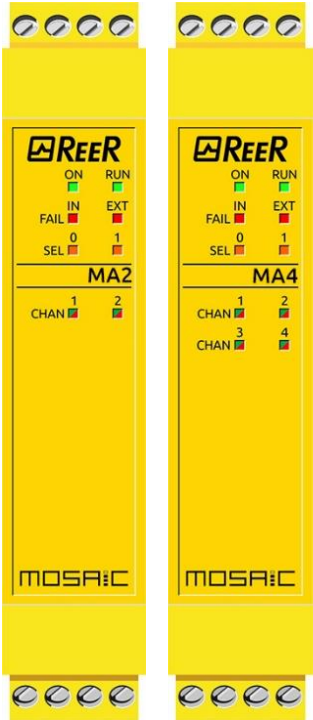 REER
ON RUN
IN EXT
FAIL
0 1
SEL
MA2
1 2
CHAN
MOSAIC
REER
ON RUN
IN EXT
FAIL
0 1
SEL
MA4
1 2
CHAN
3 4
CHAN
MOSAIC